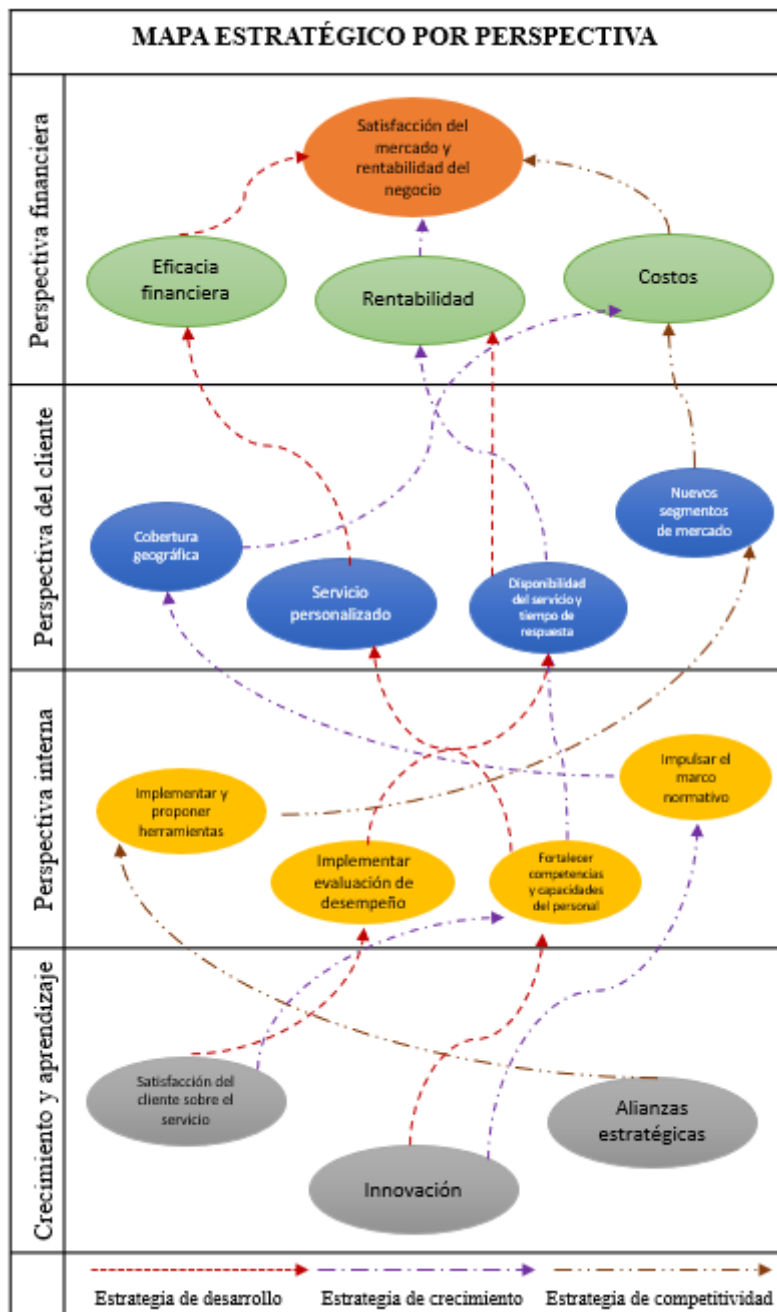 MAPA ESTRATÉGICO POR PERSPECTIVA
Perspectiva financiera
Satisfacción del
mercado y
rentabilidad del
negocio
Eficacia
financiera
Rentabilidad
Costos
Perspectiva del cliente
Cobertura
geográfica
Servicio
personalizado
Disponibilidad
del servicio y
tiempo de
respuesta
Nuevos
segmentos
de mercado
Perspectiva interna
Implementar y
proponer
herramientas
Implementar
evaluación de
desempeño
Fortalecer
competencias
y capacidades
del personal
Impulsar el
marco
normativo
Crecimiento y aprendizaje
Satisfacción del
cliente sobre el
servicio
Innovación
Alianzas
estratégicas
Estrategia de desarrollo
Estrategia de crecimiento
Estrategia de competitividad